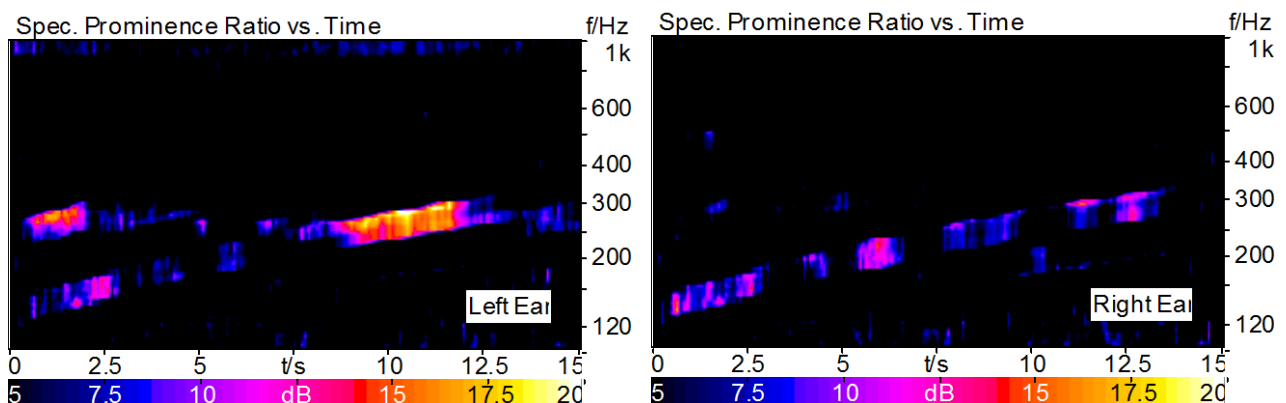 Spec. Prominence Ratio vs. Time f/Hz
1k
600
400
300
200
120
Left Ear
0 2.5 5 t/s 10 12.5 15
5 7.5 10 dB 15 17.5 20
Spec. Prominence Ratio vs. Time f/Hz
1k
600
400
300
200
120
Right Ear
0 2.5 5 t/s 10 12.5 15
5 7.5 10 dB 15 17.5 20